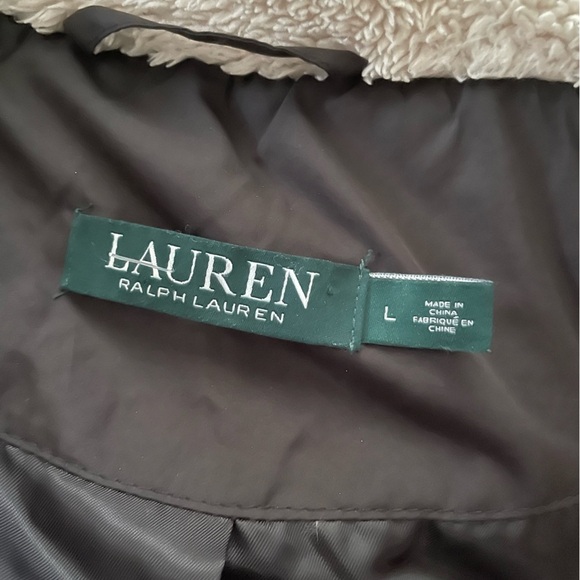 LAUREN
RALPH LAUREN
L
MADE IN
CHINA
FABRIQUÉ EN
CHINE